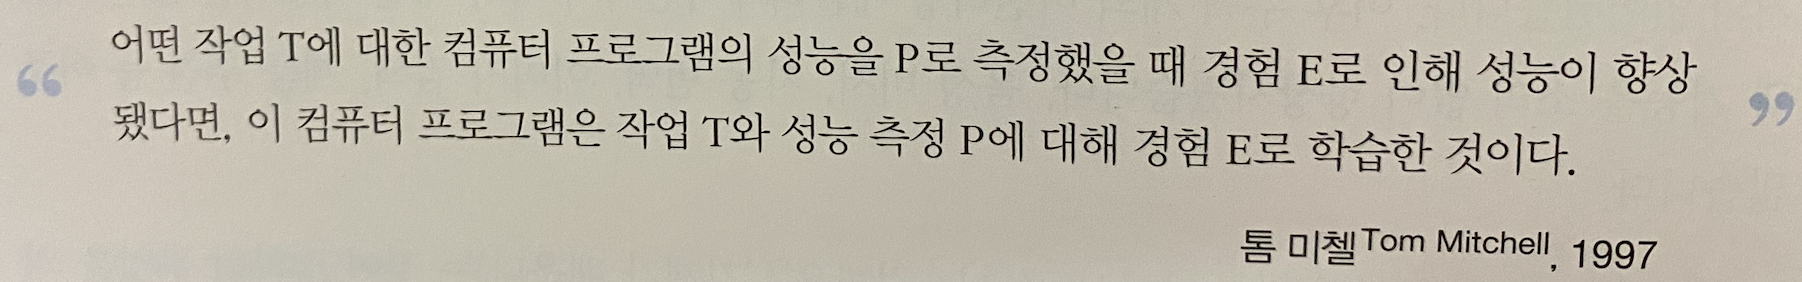 “어떤 작업 T에 대한 컴퓨터 프로그램의 성능을 P로 측정했을 때 경험 E로 인해 성능이 향상
됐다면, 이 컴퓨터 프로그램은 작업 T와 성능 측정 P에 대해 경험 E로 학습한 것이다.”
톰 미첼Tom Mitchell, 1997